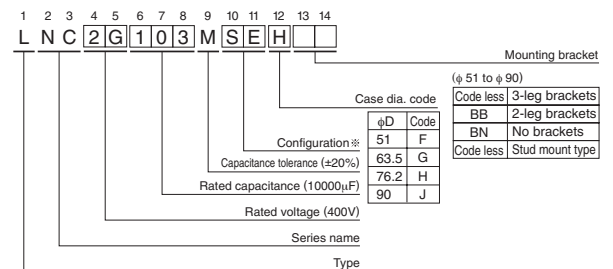 1 2 3 4 5 6 7 8 9 10 11 12 13 14
L N C 2 G 1 0 3 M S E H
Mounting bracket
(φ 51 to φ 90)
Code less 3-leg brackets
BB 2-leg brackets
BN No brackets
Code less Stud mount type
Case dia. code
φD Code
51 F
63.5 G
76.2 H
90 J
Configuration※
Capacitance tolerance (±20%)
Rated capacitance (10000µF)
Rated voltage (400V)
Series name
Type